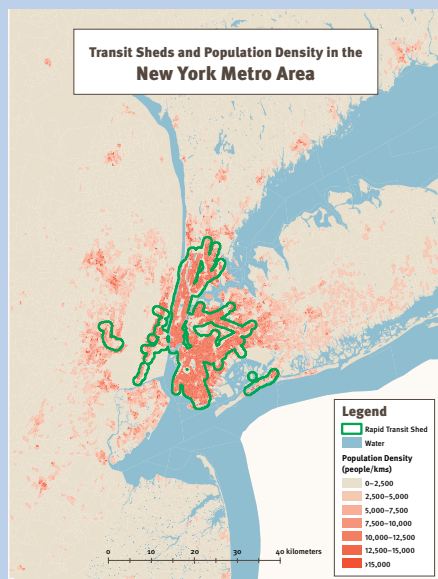 Transit Sheds and Population Density in the
New York Metro Area
Legend
Rapid Transit Shed
Water
Population Density
(people/kms)
0–2,500
2,500–5,000
5,000–7,500
7,500–10,000
10,000–12,500
12,500–15,000
>15,000
0 10 20 30 40 kilometers